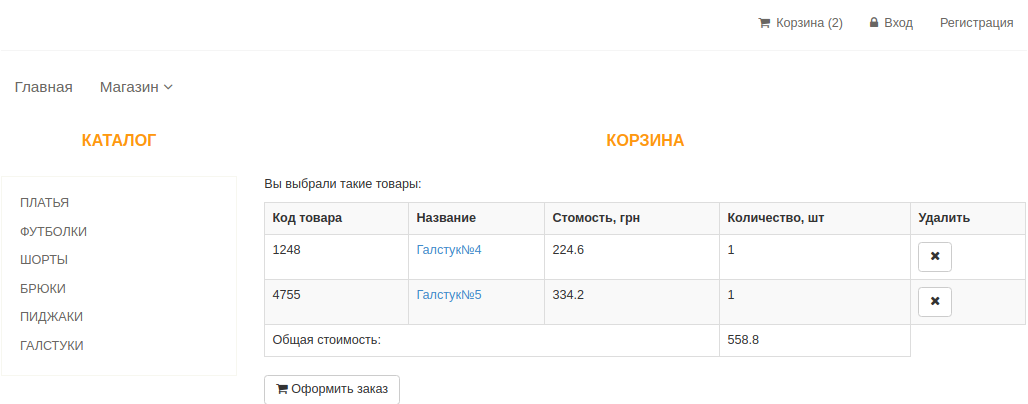 Корзина (2) Вход Регистрация
Главная Магазин
КАТАЛОГ КОРЗИНА
Вы выбрали такие товары:
ПЛАТЬЯ
ФУТБОЛКИ
ШОРТЫ
БРЮКИ
ПИДЖАКИ
ГАЛСТУКИ
Код товара Название Стомость, грн Количество, шт Удалить
1248 Галстук№4 224.6 1
4755 Галстук№5 334.2 1
Общая стоимость: 558.8
Оформить заказ